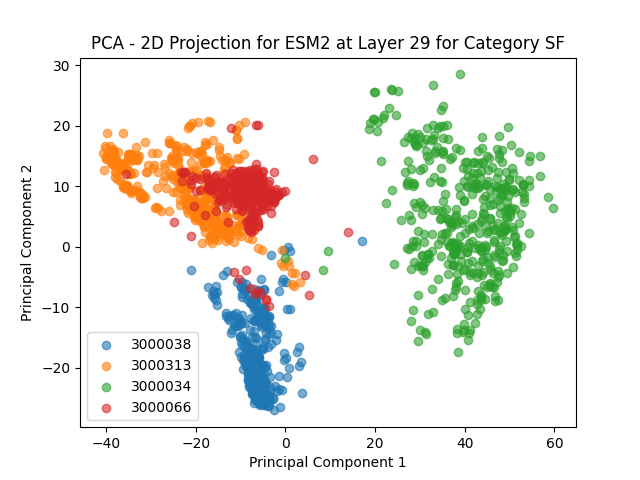 PCA - 2D Projection for ESM2 at Layer 29 for Category SF
Principal Component 2
30
20
10
0
−10
−20
3000038
3000313
3000034
3000066
−40 −20 0 20 40 60
Principal Component 1